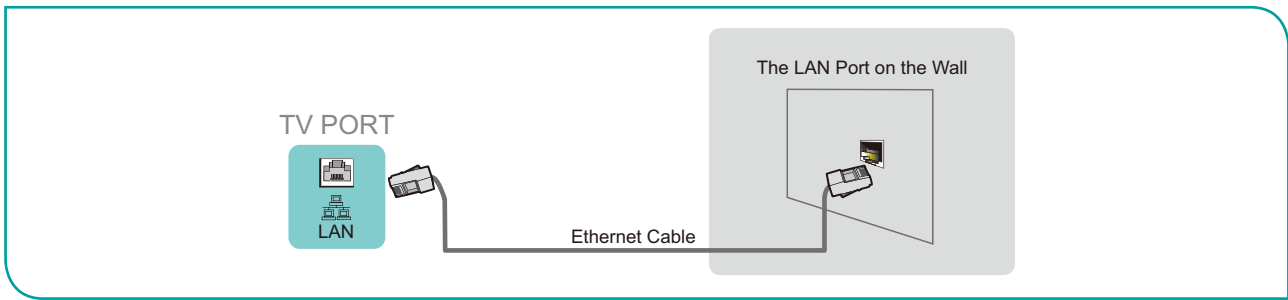 The LAN Port on the Wall
TV PORT
LAN
Ethernet Cable